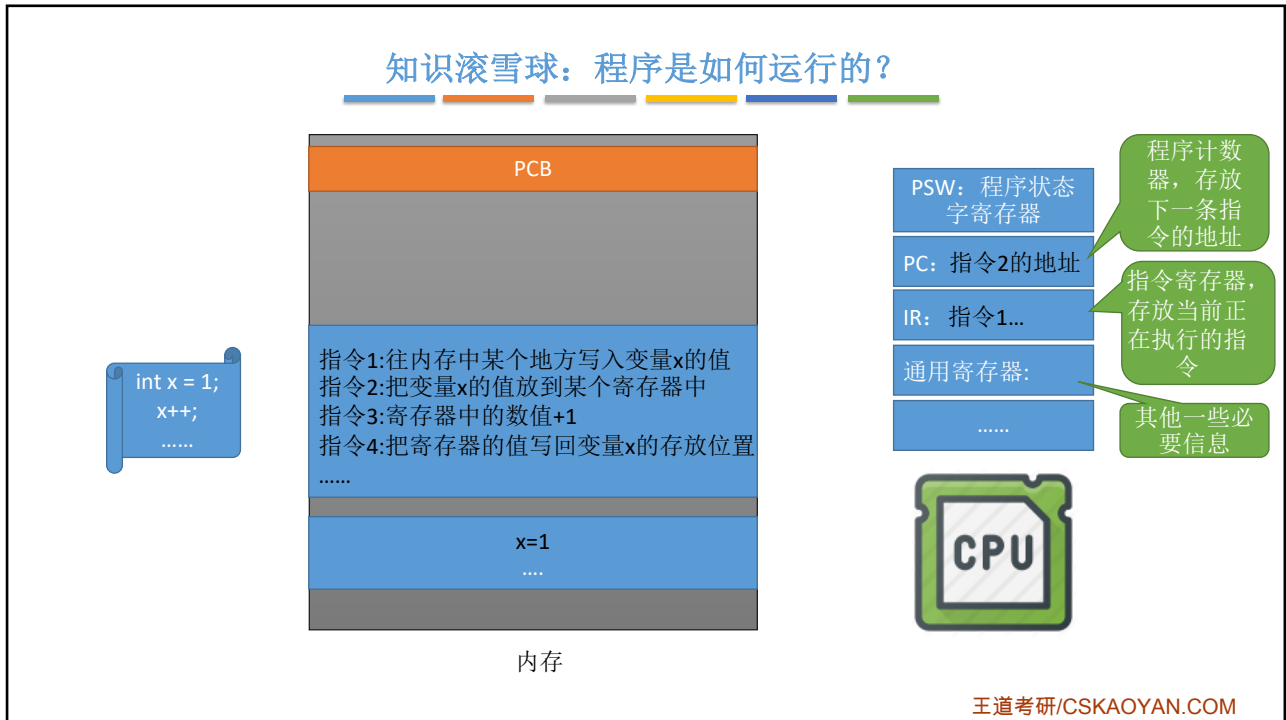 知识滚雪球：程序是如何运行的？
int x = 1;
x++;
……
PCB
指令1:往内存中某个地方写入变量x的值
指令2:把变量x的值放到某个寄存器中
指令3:寄存器中的数值+1
指令4:把寄存器的值写回变量x的存放位置
……
x=1
….
内存
PSW：程序状态
字寄存器
PC：指令2的地址
IR： 指令1…
通用寄存器:
……
程序计数
器，存放
下一条指
令的地址
指令寄存器，
存放当前正
在执行的指
令
其他一些必
要信息
CPU
王道考研/CSKAOYAN.COM